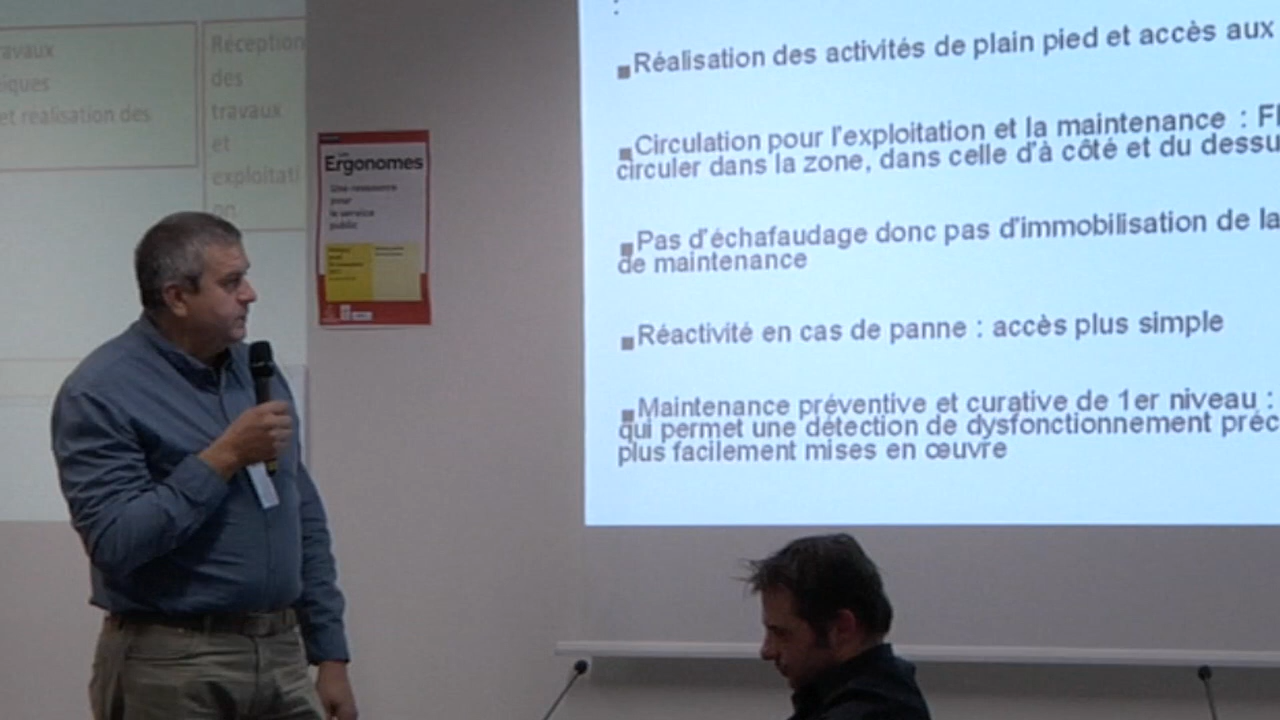 ravaux
iques
et realisation des
Réception
des
travaux
et
exploitati
on
Les
Ergonomes
Une ressource
pour
le service
public
:
Réalisation des activités de plain pied et accès aux
Circulation pour l'exploitation et la maintenance : Fl
circuler dans la zone, dans celle d'à côté et du dessu
Pas d'échafaudage donc pas d'immobilisation de la
de maintenance
Réactivité en cas de panne : accès plus simple
Maintenance préventive et curative de 1er niveau :
qui permet une détection de dysfonctionnement préc
plus facilement mises en œuvre